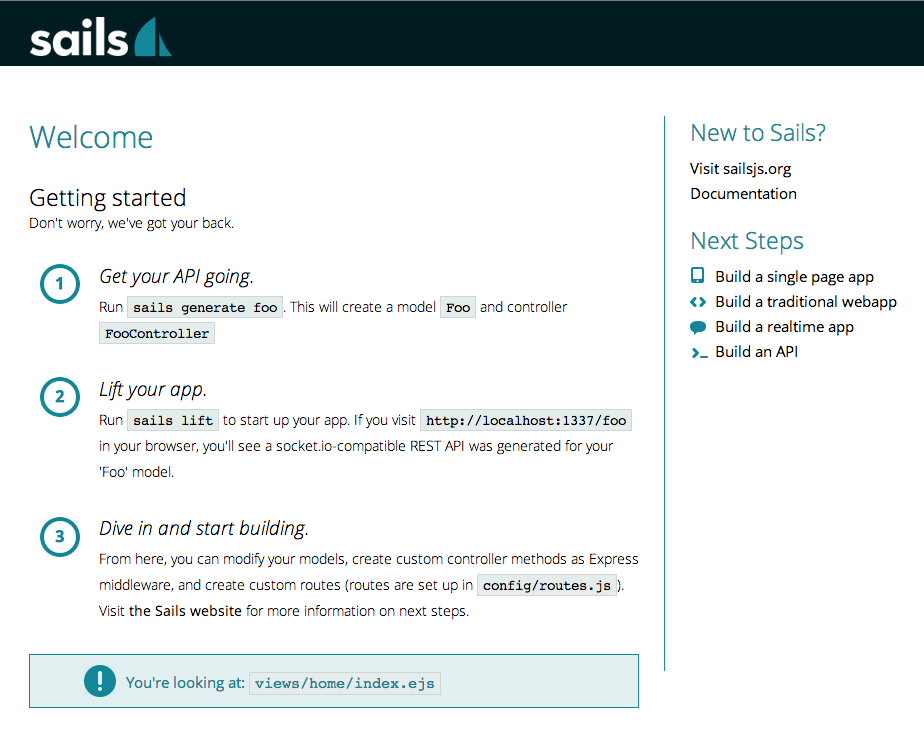 sails
Welcome
Getting started
Don't worry, we've got your back.
1
Get your API going.
Run sails generate foo. This will create a model Foo and controller
FooController
2
Lift your app.
Run sails lift to start up your app. If you visit http://localhost:1337/foo
in your browser, you'll see a socket.io-compatible REST API was generated for your
'Foo' model.
3
Dive in and start building.
From here, you can modify your models, create custom controller methods as Express
middleware, and create custom routes (routes are set up in config/routes.js).
Visit the Sails website for more information on next steps.
! You're looking at: views/home/index.ejs
New to Sails?
Visit sailsjs.org
Documentation
Next Steps
Build a single page app
Build a traditional webapp
Build a realtime app
Build an API